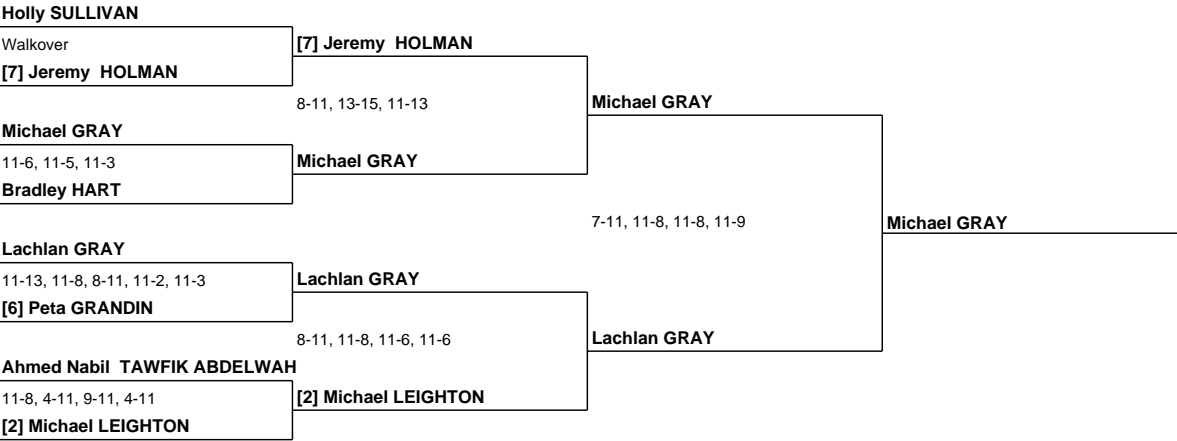 Holly SULLIVAN
Walkover
[7] Jeremy  HOLMAN
Michael GRAY
11-6, 11-5, 11-3
Bradley HART
Lachlan GRAY
11-13, 11-8, 8-11, 11-2, 11-3
[6] Peta GRANDIN
Ahmed Nabil  TAWFIK ABDELWAH
11-8, 4-11, 9-11, 4-11
[2] Michael LEIGHTON
[7] Jeremy  HOLMAN
8-11, 13-15, 11-13
Michael GRAY
Lachlan GRAY
8-11, 11-8, 11-6, 11-6
[2] Michael LEIGHTON
Michael GRAY
7-11, 11-8, 11-8, 11-9
Lachlan GRAY
Michael GRAY